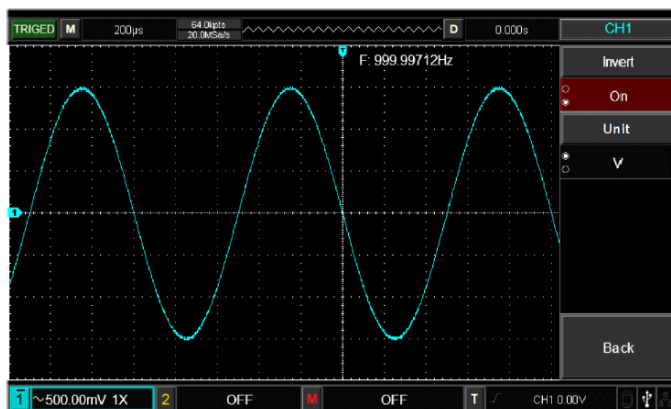 TRIGED M 200μs 64.0kpts D 0.000s CH1
20.0MSa/s
T
F: 999.99712Hz
Invert
On
Unit
V
1
Back
1 ~500.00mV 1X 2 OFF M OFF T CH1 0.00V